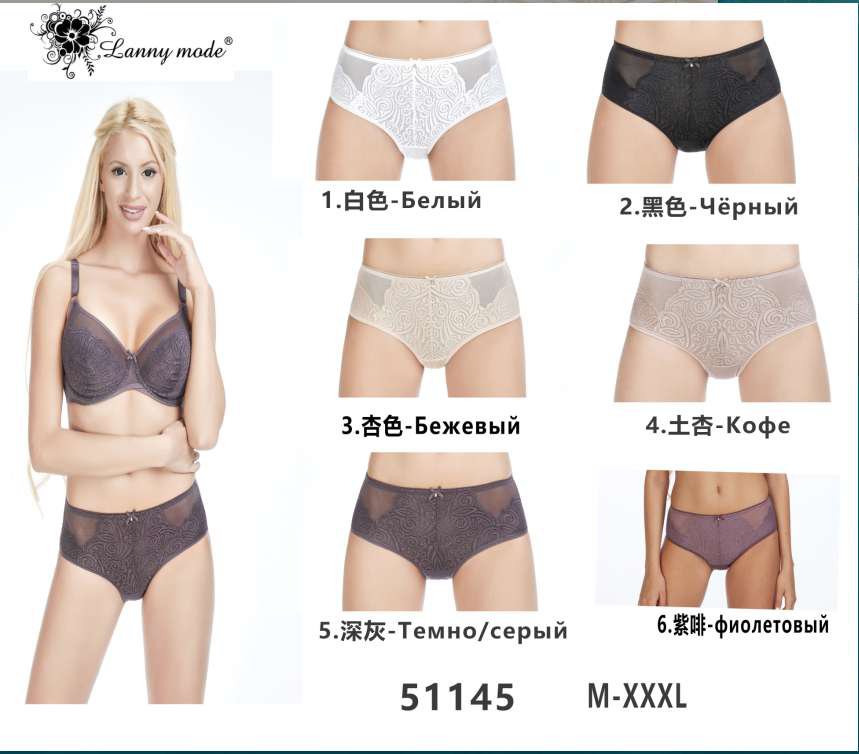 Lanny mode®
1.白色-Белый
2.黑色-Чёрный
3.杏色-Бежевый
4.土杏-Кофе
5.深灰-Темно/серый
6.紫啡-фиолетовый
51145
M-XXXL